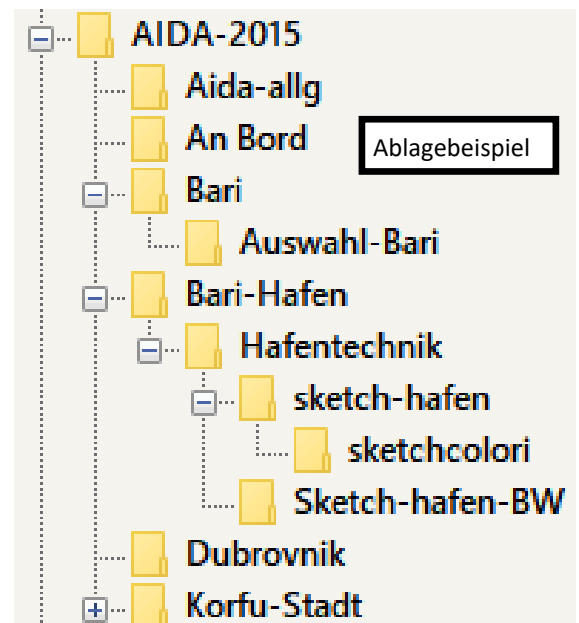 AIDA-2015
Aida-allg
An Bord
Ablagebeispiel
Bari
Auswahl-Bari
Bari-Hafen
Hafentechnik
sketch-hafen
sketchcolori
Sketch-hafen-BW
Dubrovnik
Korfu-Stadt